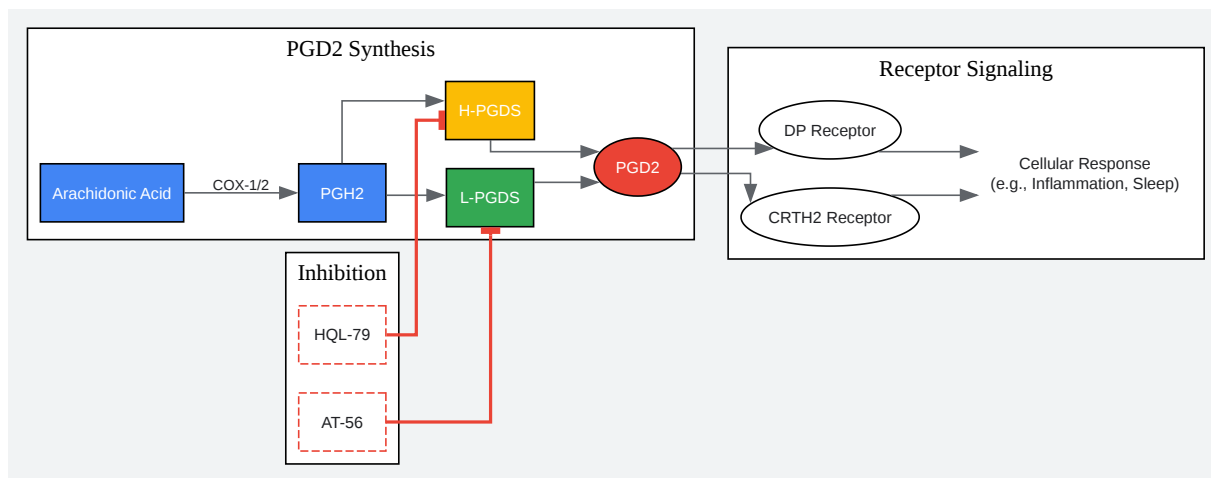 PGD2 Synthesis
Arachidonic Acid
COX-1/2
PGH2
H-PGDS
L-PGDS
PGD2
Receptor Signaling
DP Receptor
CRTH2 Receptor
Cellular Response
(e.g., Inflammation, Sleep)
Inhibition
HQL-79
AT-56